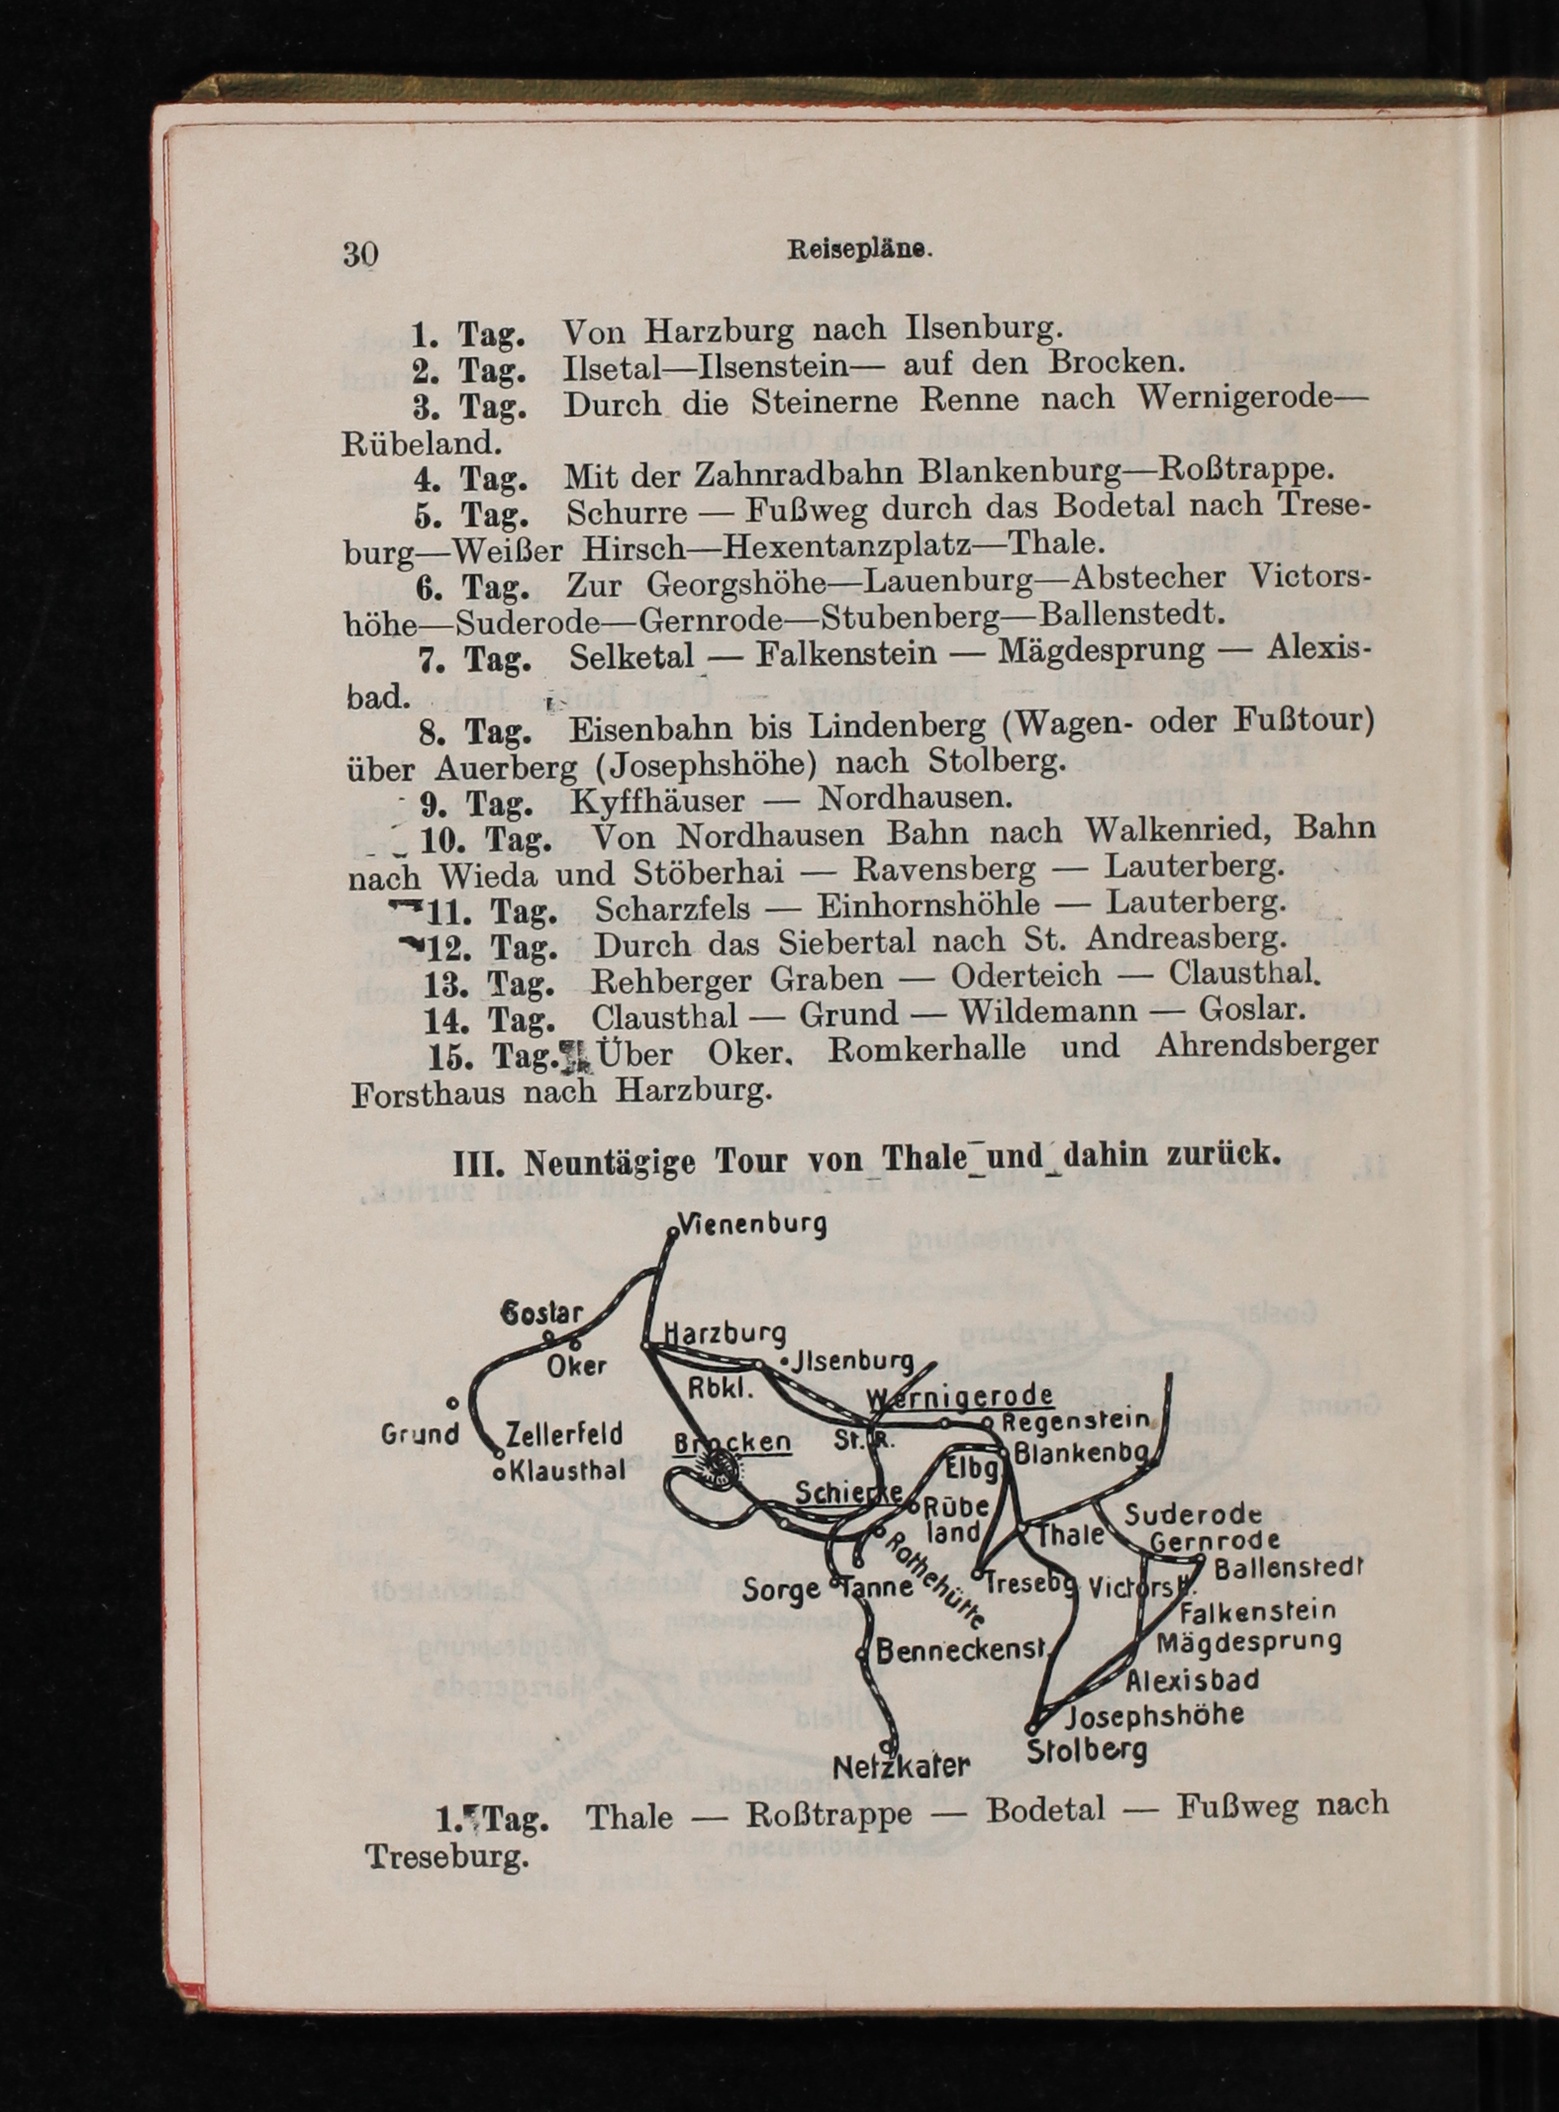 30
Reisepläne.
1. Tag. Von Harzburg nach Ilsenburg.
2. Tag. Ilsetal—Ilsenstein— auf den Brocken.
3. Tag. Durch die Steinerne Renne nach Wernigerode—
Rübeland.
4. Tag. Mit der Zahnradbahn Blankenburg—Roßtrappe.
5. Tag. Schurre — Fußweg durch das Bodetal nach Trese-
burg—Weißer Hirsch—Hexentanzplatz—Thale.
6. Tag. Zur Georgshöhe—Lauenburg—Abstecher Victors-
höhe—Suderode—Gernrode—Stubenberg—Ballenstedt.
7. Tag. Selketal — Falkenstein — Mägdesprung — Alexis-
bad.
8. Tag. Eisenbahn bis Lindenberg (Wagen- oder Fußtour)
über Auerberg (Josephshöhe) nach Stolberg.
9. Tag. Kyffhäuser — Nordhausen.
10. Tag. Von Nordhausen Bahn nach Walkenried, Bahn
nach Wieda und Stöberhai — Ravensberg — Lauterberg.
11. Tag. Scharzfels — Einhornshöhle — Lauterberg.
12. Tag. Durch das Siebertal nach St. Andreasberg.
13. Tag. Rehberger Graben — Oderteich — Clausthal.
14. Tag. Clausthal — Grund — Wildemann — Goslar.
15. Tag. Über Oker, Romkerhalle und Ahrendsberger
Forsthaus nach Harzburg.
III. Neuntägige Tour von Thale und dahin zurück.
Vienenburg
Goslar
Harzburg
Oker
Jlsenburg
Rbkl.
Wernigerode
Regenstein
Grund
Zellerfeld
Brocken
St. R.
Blankenbg.
Klausthal
Elbg.
Schierke
Rübe
land
Suderode
Thale
Gernrode
Ballenstedt
Rothehütte
Sorge
Tanne
Tresebg
Victorsh.
Falkenstein
Benneckenst.
Mägdesprung
Alexisbad
Josephshöhe
Stolberg
Netzkater
1. Tag. Thale — Roßtrappe — Bodetal — Fußweg nach
Treseburg.